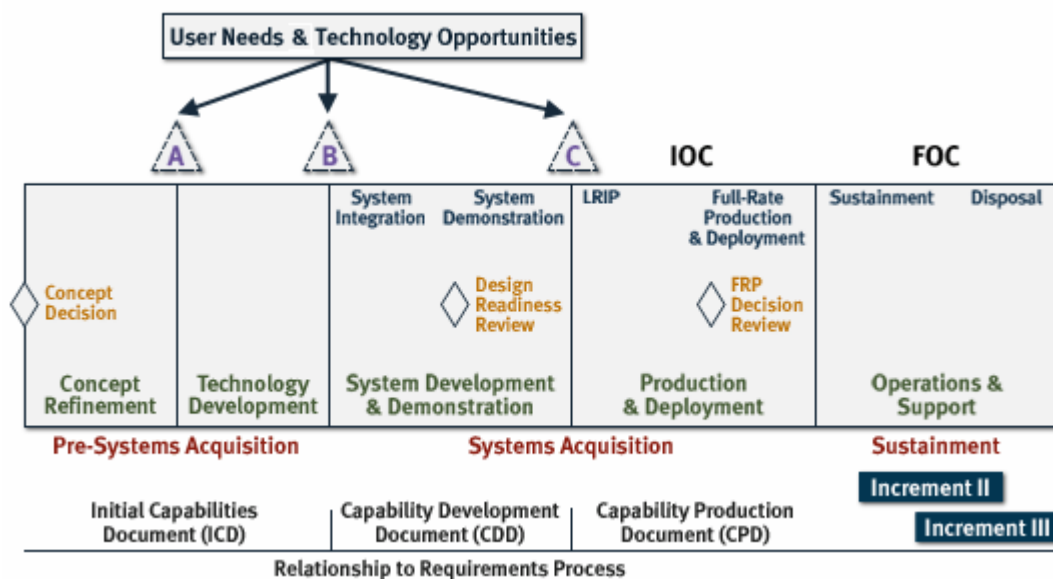 User Needs & Technology Opportunities
A
B
C
IOC
FOC
System
Integration
System
Demonstration
LRIP
Full-Rate
Production
& Deployment
Sustainment
Disposal
Concept
Decision
Design
Readiness
Review
FRP
Decision
Review
Concept
Refinement
Technology
Development
System Development
& Demonstration
Production
& Deployment
Operations &
Support
Pre-Systems Acquisition
Systems Acquisition
Sustainment
Increment II
Increment III
Initial Capabilities
Document (ICD)
Capability Development
Document (CDD)
Capability Production
Document (CPD)
Relationship to Requirements Process